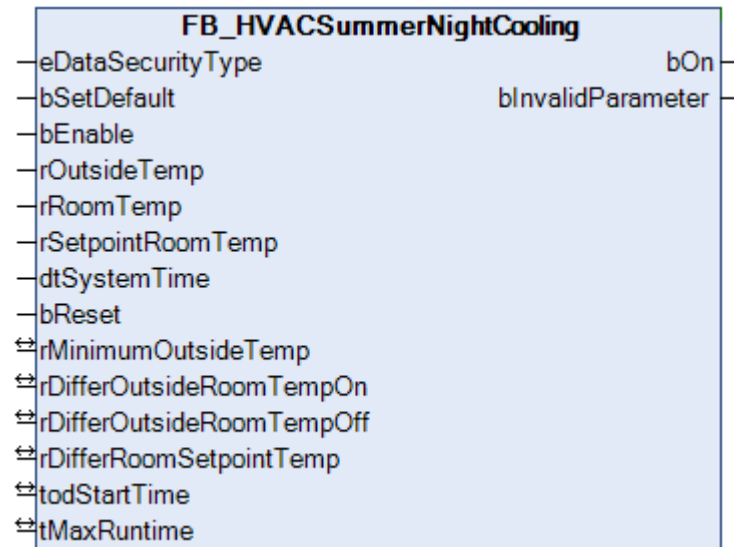 FB_HVACSummerNightCooling
eDataSecurityType bOn
bSetDefault bInvalidParameter
bEnable
rOutsideTemp
rRoomTemp
rSetpointRoomTemp
dtSystemTime
bReset
rMinimumOutsideTemp
rDifferOutsideRoomTempOn
rDifferOutsideRoomTempOff
rDifferRoomSetpointTemp
todStartTime
tMaxRuntime